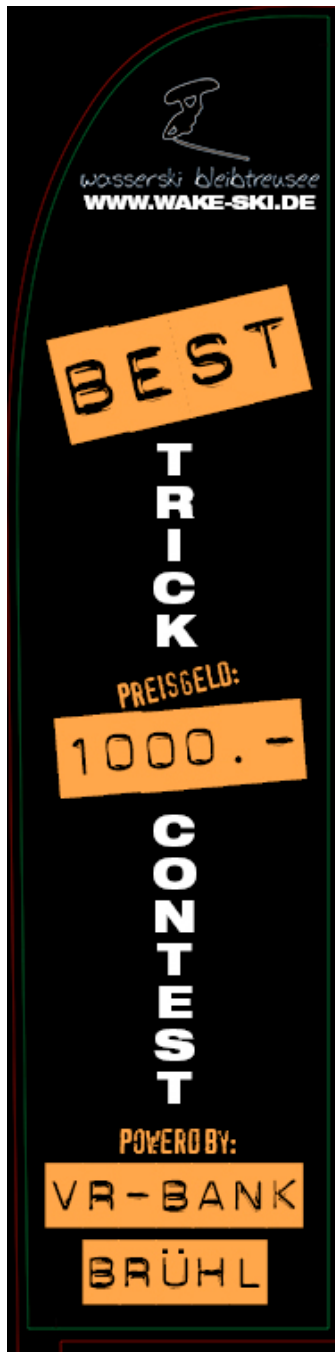 wasserski bleibtreusee
WWW.WAKE-SKI.DE
BEST
TRICK
PREISGELD:
1000.-
CONTEST
POWERD BY:
VR-BANK
BRÜHL